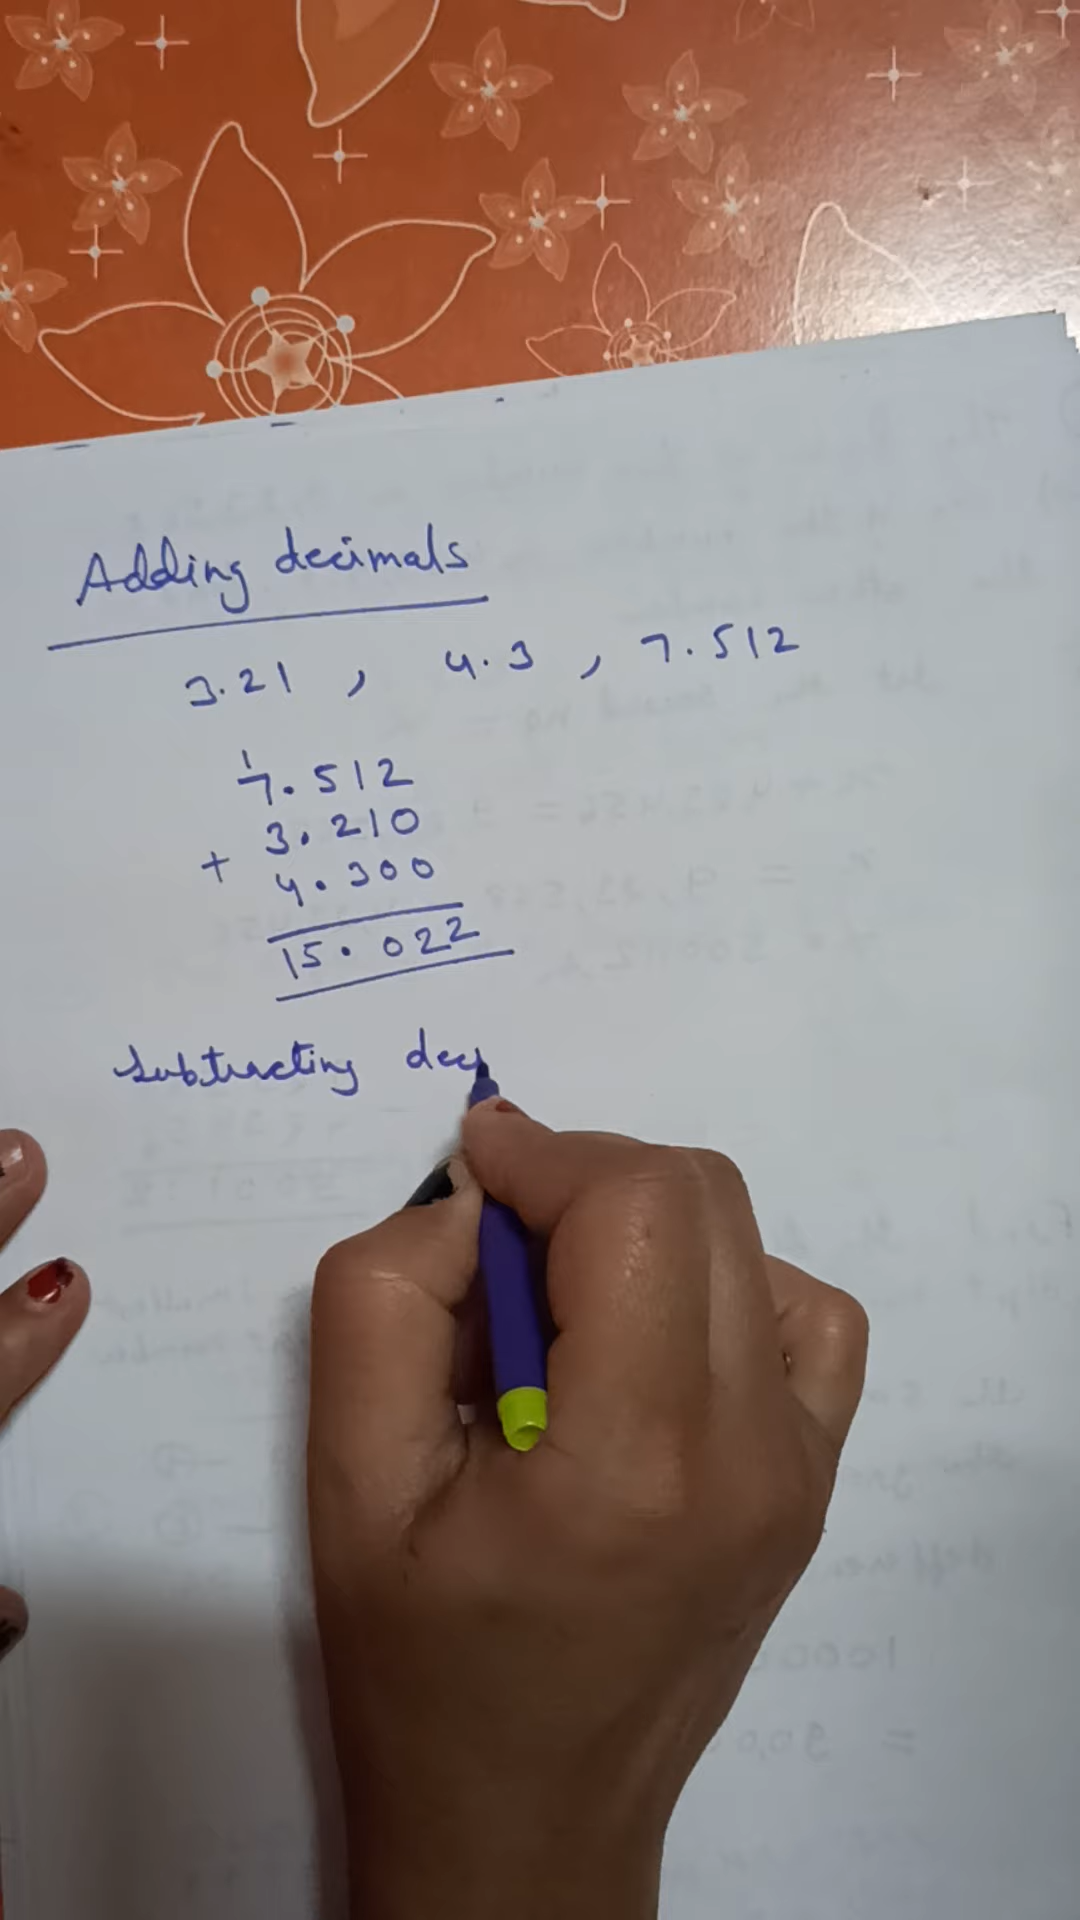 Adding decimals
3.21 , 4.3 , 7.512
1
7.512
3.210
+ 4.300
15.022
Subtracting dec